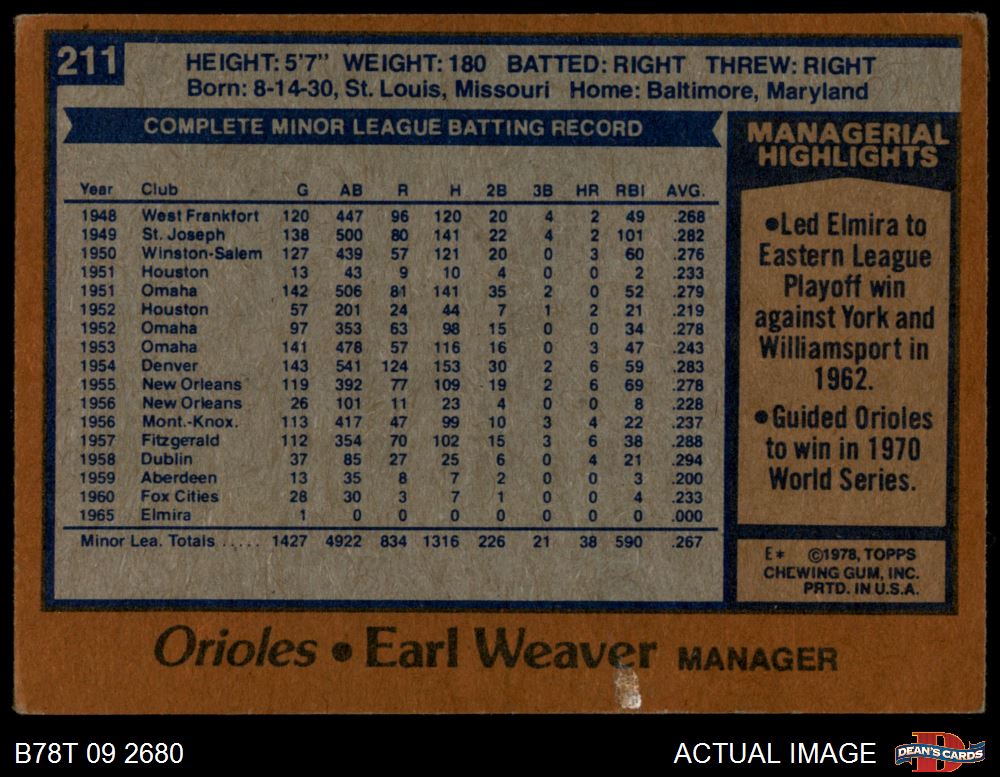 211
HEIGHT: 5'7" WEIGHT: 180 BATTED: RIGHT THREW: RIGHT
Born: 8-14-30, St. Louis, Missouri Home: Baltimore, Maryland
COMPLETE MINOR LEAGUE BATTING RECORD
Year Club G AB R H 2B 3B HR RBI AVG.
1948 West Frankfort 120 447 96 120 20 4 2 49 .268
1949 St. Joseph 138 500 80 141 22 4 2 101 .282
1950 Winston-Salem 127 439 57 121 20 0 3 60 .276
1951 Houston 13 43 9 10 4 0 0 2 .233
1951 Omaha 142 506 81 141 35 2 0 52 .279
1952 Houston 57 201 24 44 7 1 2 21 .219
1952 Omaha 97 353 63 98 15 0 0 34 .278
1953 Omaha 141 478 57 116 16 0 3 47 .243
1954 Denver 143 541 124 153 30 2 6 59 .283
1955 New Orleans 119 392 77 109 19 2 6 69 .278
1956 New Orleans 26 101 11 23 4 0 0 8 .228
1956 Mont.-Knox. 113 417 47 99 10 3 4 22 .237
1957 Fitzgerald 112 354 70 102 15 3 6 38 .288
1958 Dublin 37 85 27 25 6 0 4 21 .294
1959 Aberdeen 13 35 8 7 2 0 0 3 .200
1960 Fox Cities 28 30 3 7 1 0 0 4 .233
1965 Elmira 1 0 0 0 0 0 0 0 .000
Minor Lea. Totals ..... 1427 4922 834 1316 226 21 38 590 .267
MANAGERIAL
HIGHLIGHTS
•Led Elmira to
Eastern League
Playoff win
against York and
Williamsport in
1962.
•Guided Orioles
to win in 1970
World Series.
E* ©1978, TOPPS
CHEWING GUM, INC.
PRTD. IN U.S.A.
Orioles • Earl Weaver MANAGER
B78T 09 2680 ACTUAL IMAGE DEAN'S CARDS